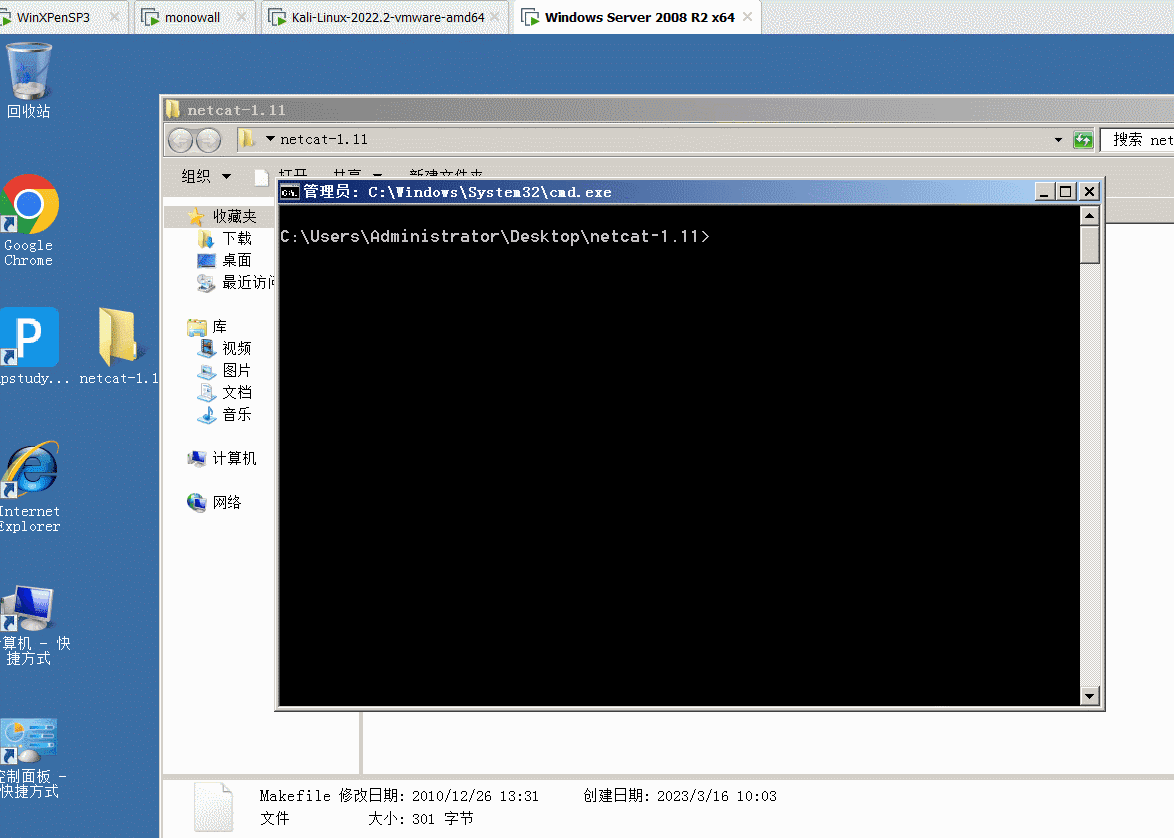 WinXPenSP3
monowall
Kali-Linux-2022.2-vmware-amd64
Windows Server 2008 R2 x64
回收站
Google
Chrome
pstudy...
netcat-1.1
Internet
Explorer
算机 - 快
捷方式
控制面板 -
快捷方式
netcat-1.11
netcat-1.11
搜索 net
组织
打开
共享
新建文件夹
管理员: C:\Windows\System32\cmd.exe
C:\Users\Administrator\Desktop\netcat-1.11>
收藏夹
下载
桌面
最近访问
库
视频
图片
文档
音乐
计算机
网络
Makefile 修改日期: 2010/12/26 13:31 创建日期: 2023/3/16 10:03
文件 大小: 301 字节